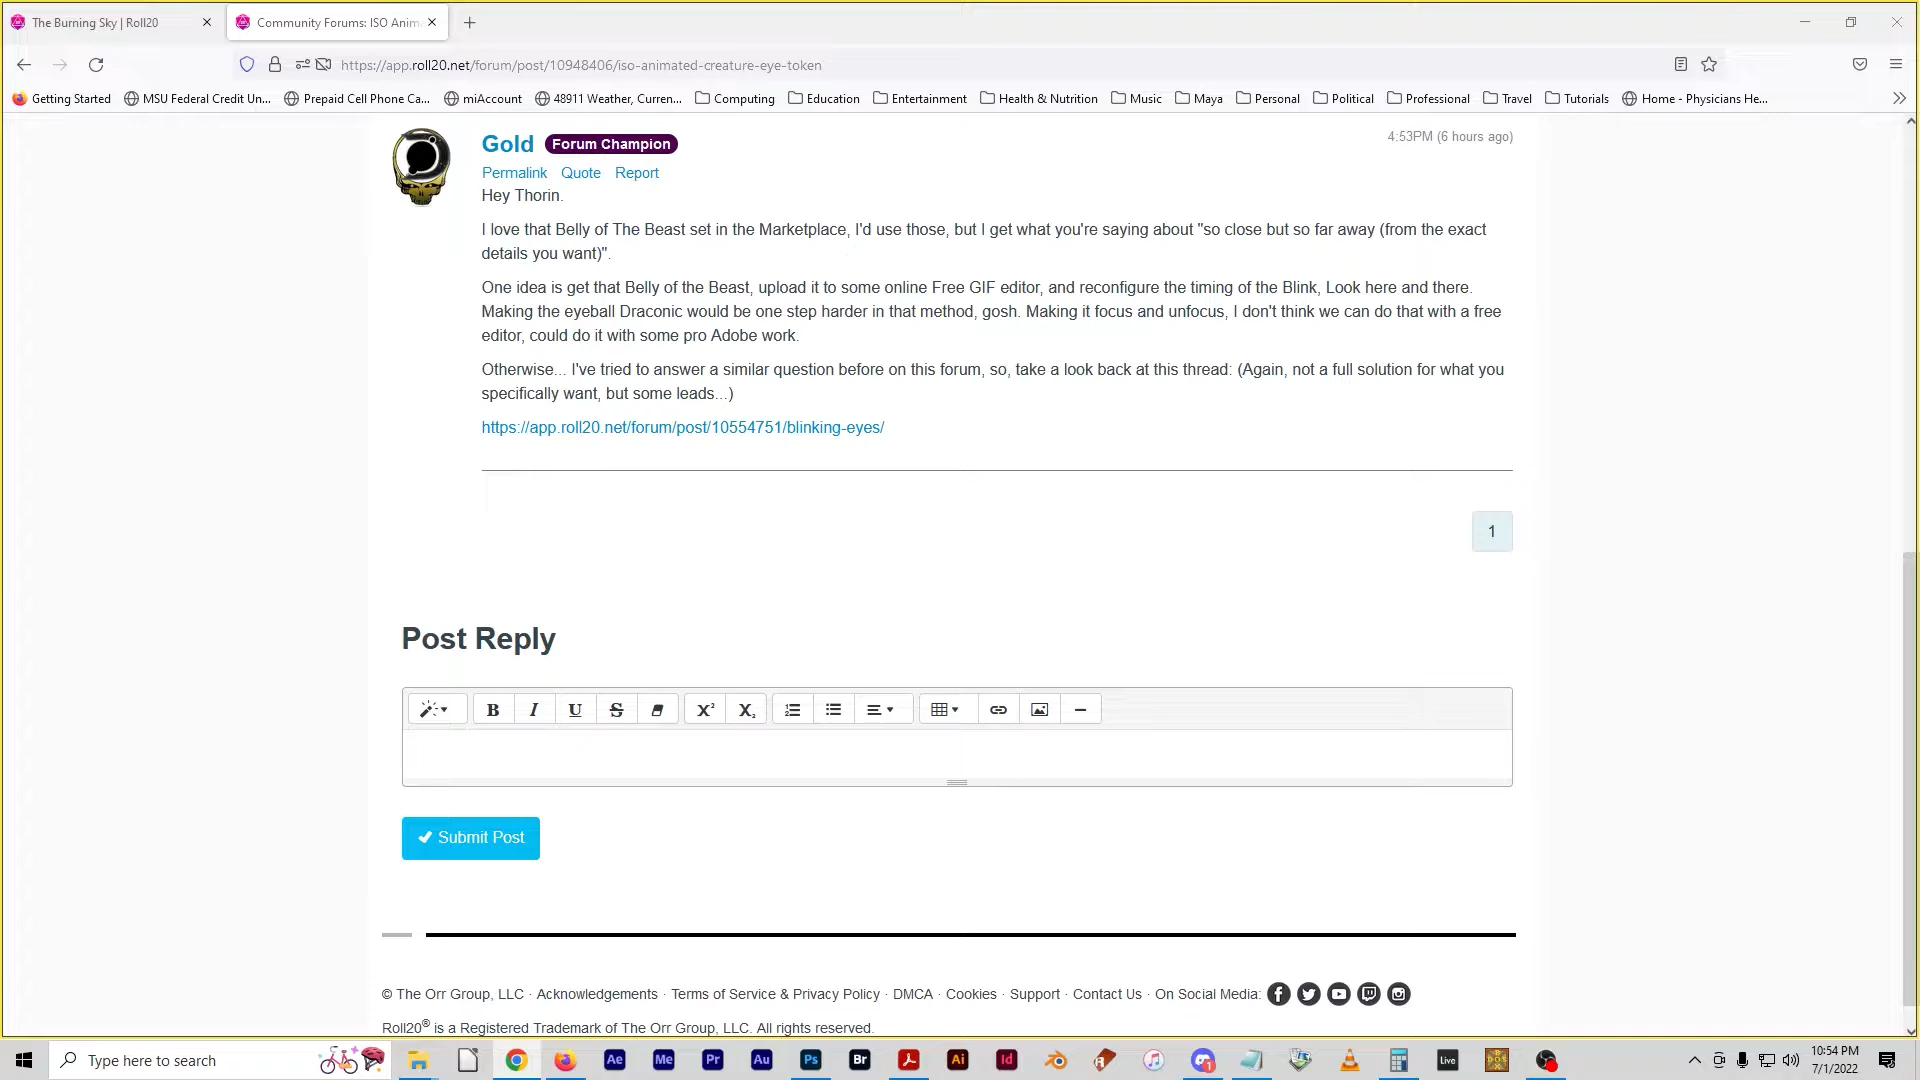 The Burning Sky | Roll20
Community Forums: ISO Anim
https://app.roll20.net/forum/post/10948406/iso-animated-creature-eye-token
Getting Started
MSU Federal Credit Un...
Prepaid Cell Phone Ca...
miAccount
48911 Weather, Curren...
Computing
Education
Entertainment
Health & Nutrition
Music
Maya
Personal
Political
Professional
Travel
Tutorials
Home - Physicians He...
Gold Forum Champion
4:53PM (6 hours ago)
Permalink Quote Report
Hey Thorin.
I love that Belly of The Beast set in the Marketplace, I'd use those, but I get what you're saying about "so close but so far away (from the exact
details you want)".
One idea is get that Belly of the Beast, upload it to some online Free GIF editor, and reconfigure the timing of the Blink, Look here and there.
Making the eyeball Draconic would be one step harder in that method, gosh. Making it focus and unfocus, I don't think we can do that with a free
editor, could do it with some pro Adobe work.
Otherwise... I've tried to answer a similar question before on this forum, so, take a look back at this thread: (Again, not a full solution for what you
specifically want, but some leads...)
https://app.roll20.net/forum/post/10554751/blinking-eyes/
1
Post Reply
B I U S X² X₂
Submit Post
© The Orr Group, LLC · Acknowledgements · Terms of Service & Privacy Policy · DMCA · Cookies · Support · Contact Us · On Social Media:
Roll20® is a Registered Trademark of The Orr Group, LLC. All rights reserved.
Type here to search
Ae
Me
Pr
Au
Ps
Br
Ai
Id
Live
10:54 PM
7/1/2022